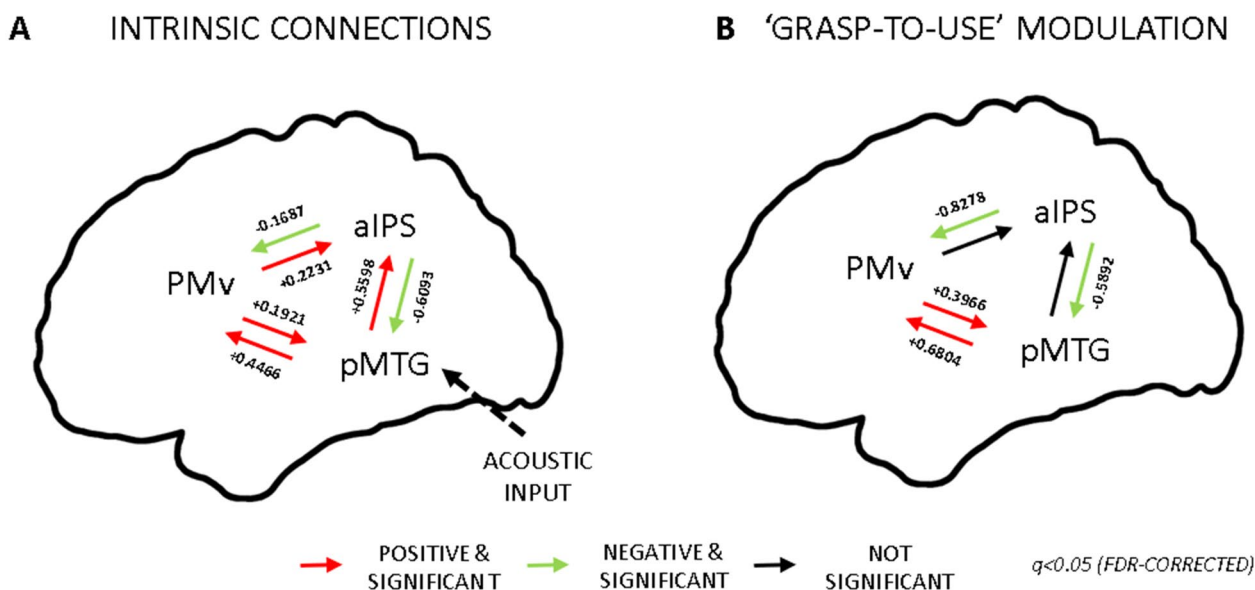 A INTRINSIC CONNECTIONS
B 'GRASP-TO-USE' MODULATION
-0.1687
aIPS
PMv
+0.2231
+0.5598
-0.6093
+0.1921
+0.4466
pMTG
ACOUSTIC
INPUT
-0.8278
aIPS
PMv
-0.5892
+0.3966
+0.6804
pMTG
POSITIVE &
SIGNIFICANT
NEGATIVE &
SIGNIFICANT
NOT
SIGNIFICANT
q<0.05 (FDR-CORRECTED)